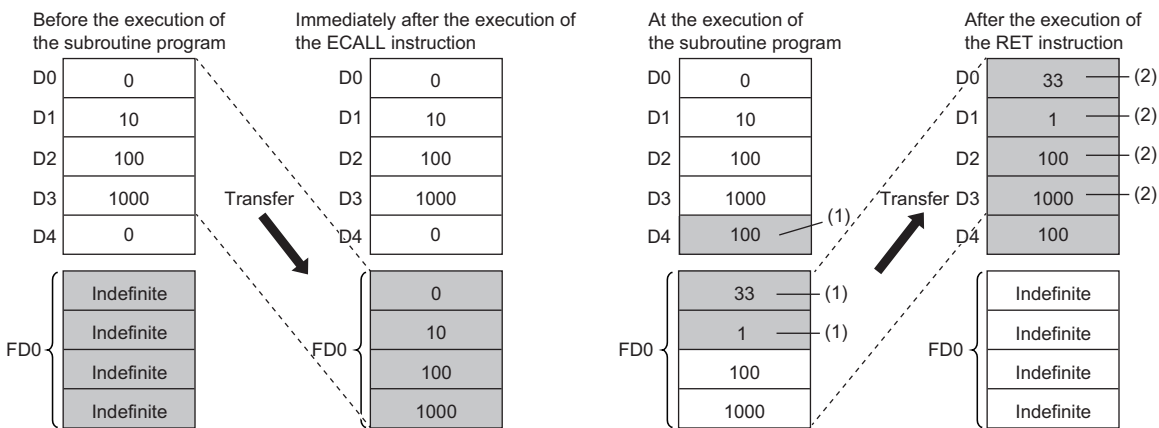 Before the execution of
the subroutine program
D0 0
D1 10
D2 100
D3 1000
D4 0
FD0
Indefinite
Indefinite
Indefinite
Indefinite
Transfer
Immediately after the execution of
the ECALL instruction
D0 0
D1 10
D2 100
D3 1000
D4 0
FD0
0
10
100
1000
At the execution of
the subroutine program
D0 0
D1 10
D2 100
D3 1000
D4 100 (1)
FD0
33 (1)
1 (1)
100
1000
Transfer
After the execution of
the RET instruction
D0 33 (2)
D1 1 (2)
D2 100 (2)
D3 1000 (2)
D4 100
FD0
Indefinite
Indefinite
Indefinite
Indefinite